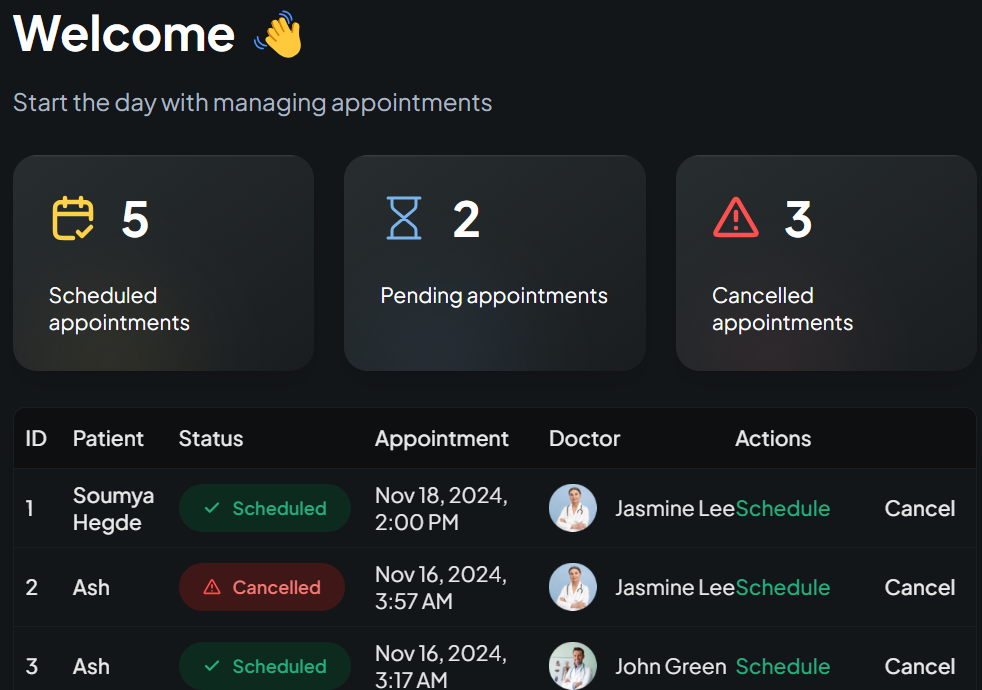 Welcome
Start the day with managing appointments
5
Scheduled
appointments
2
Pending appointments
3
Cancelled
appointments
ID Patient Status Appointment Doctor Actions
1 Soumya Hegde Scheduled Nov 18, 2024, 2:00 PM Jasmine Lee Schedule Cancel
2 Ash Cancelled Nov 16, 2024, 3:57 AM Jasmine Lee Schedule Cancel
3 Ash Scheduled Nov 16, 2024, 3:17 AM John Green Schedule Cancel